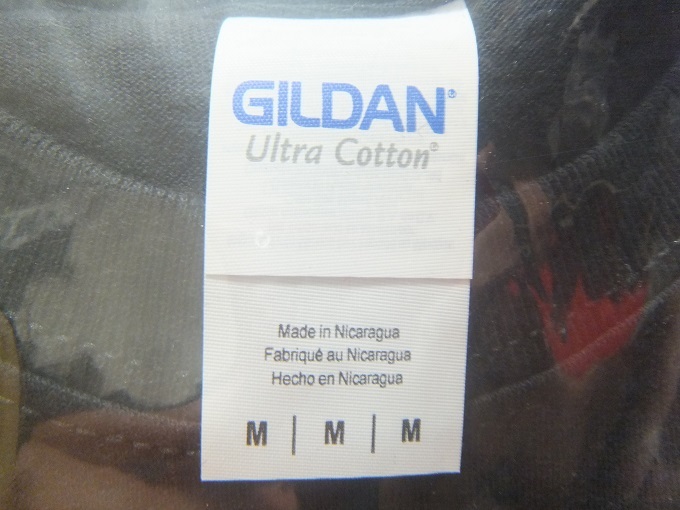 GILDAN®
Ultra Cotton®
Made in Nicaragua
Fabriqué au Nicaragua
Hecho en Nicaragua
M | M | M